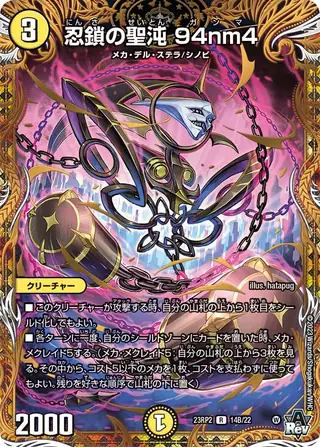 3
にんさ せいとん ガンマ
忍鎖の聖沌 94nm4
メカ・デル・ステラ/シノビ
illus. hatapug
クリーチャー
■このクリーチャーが攻撃する時、自分の山札の上から1枚目をシー
ルド化してもよい。
■各ターンに一度、自分のシールドゾーンにカードを置いた時、メカ・
メクレイド5する。(メカ・メクレイド5:自分の山札の上から3枚を見
る。その中から、コスト5以下のメカを1枚、コストを支払わずに使って
もよい。残りを好きな順序で山札の下に置く)
2000
1
23RP2 R 14B/22
W
Rev